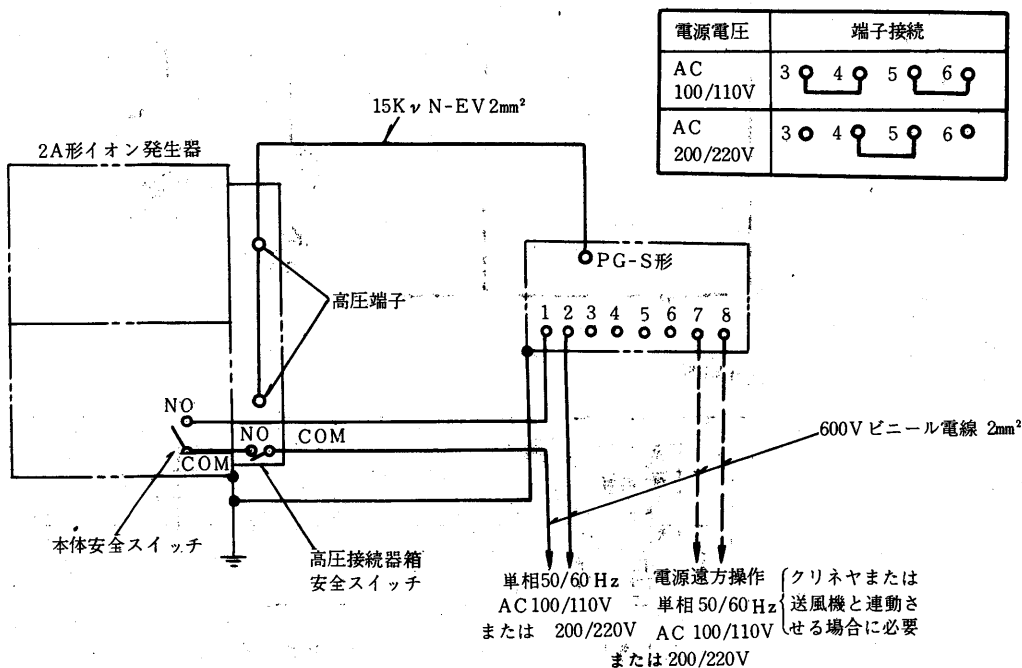 電源電圧 端子接続
AC 100/110V 3 4 5 6
AC 200/220V 3 4 5 6
15Kν N-EV 2mm²
2A形イオン発生器
PG-S形
高圧端子
1 2 3 4 5 6 7 8
NO
NO COM
COM
600Vビニール電線 2mm²
本体安全スイッチ
高圧接続器箱
安全スイッチ
単相50/60Hz
AC100/110V
または 200/220V
電源遠方操作
単相50/60Hz
AC 100/110V
または200/220V
クリネヤまたは
送風機と連動さ
せる場合に必要